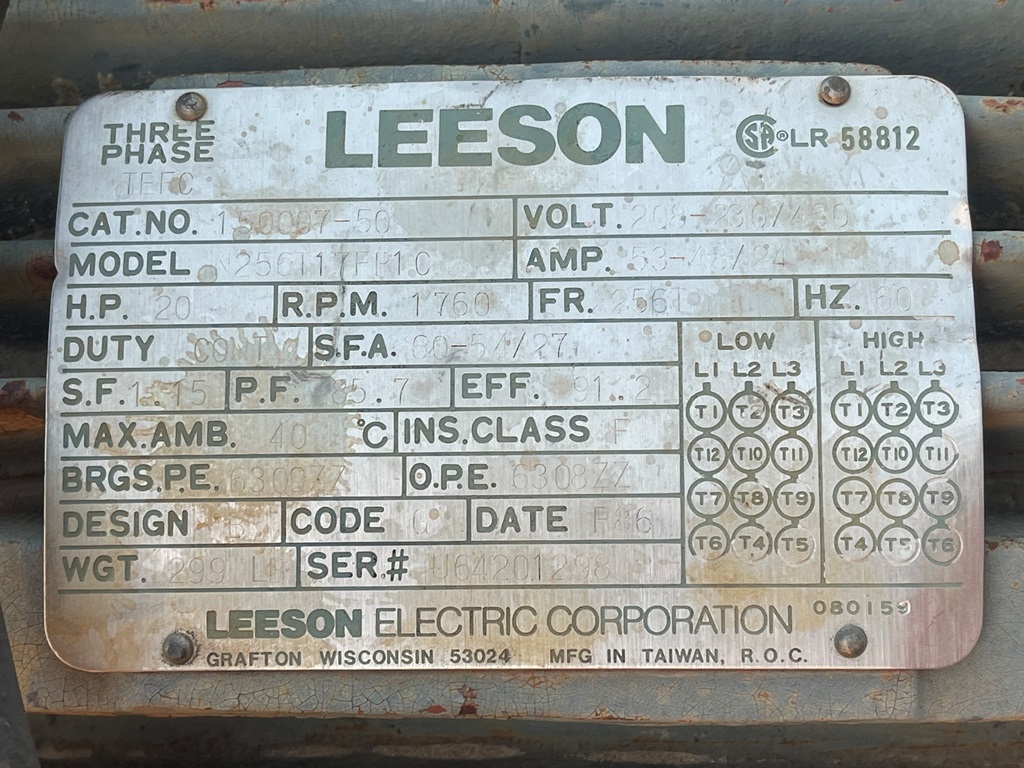 THREE PHASE LEESON CSA ® LR 58812
TEFC
CAT.NO. 150007-50 VOLT. 208-230/460
MODEL N256T17FP1C AMP. 53-48/24
H.P. 20 R.P.M. 1760 FR. 256T HZ. 60
DUTY CONT S.F.A. 60-54/27
S.F. 1.15 P.F. 85.7 EFF. 91.2
MAX.AMB. 40 °C INS.CLASS F
BRGS.P.E. 6309ZZ O.P.E. 6308ZZ
DESIGN B CODE G DATE F86
WGT. 299 LB SER.# U64201298
LOW HIGH
L1 L2 L3 L1 L2 L3
T1 T2 T3 T1 T2 T3
T12 T10 T11 T12 T10 T11
T7 T8 T9 T7 T8 T9
T6 T4 T5 T4 T5 T6
LEESON ELECTRIC CORPORATION 080159
GRAFTON WISCONSIN 53024 MFG IN TAIWAN, R.O.C.